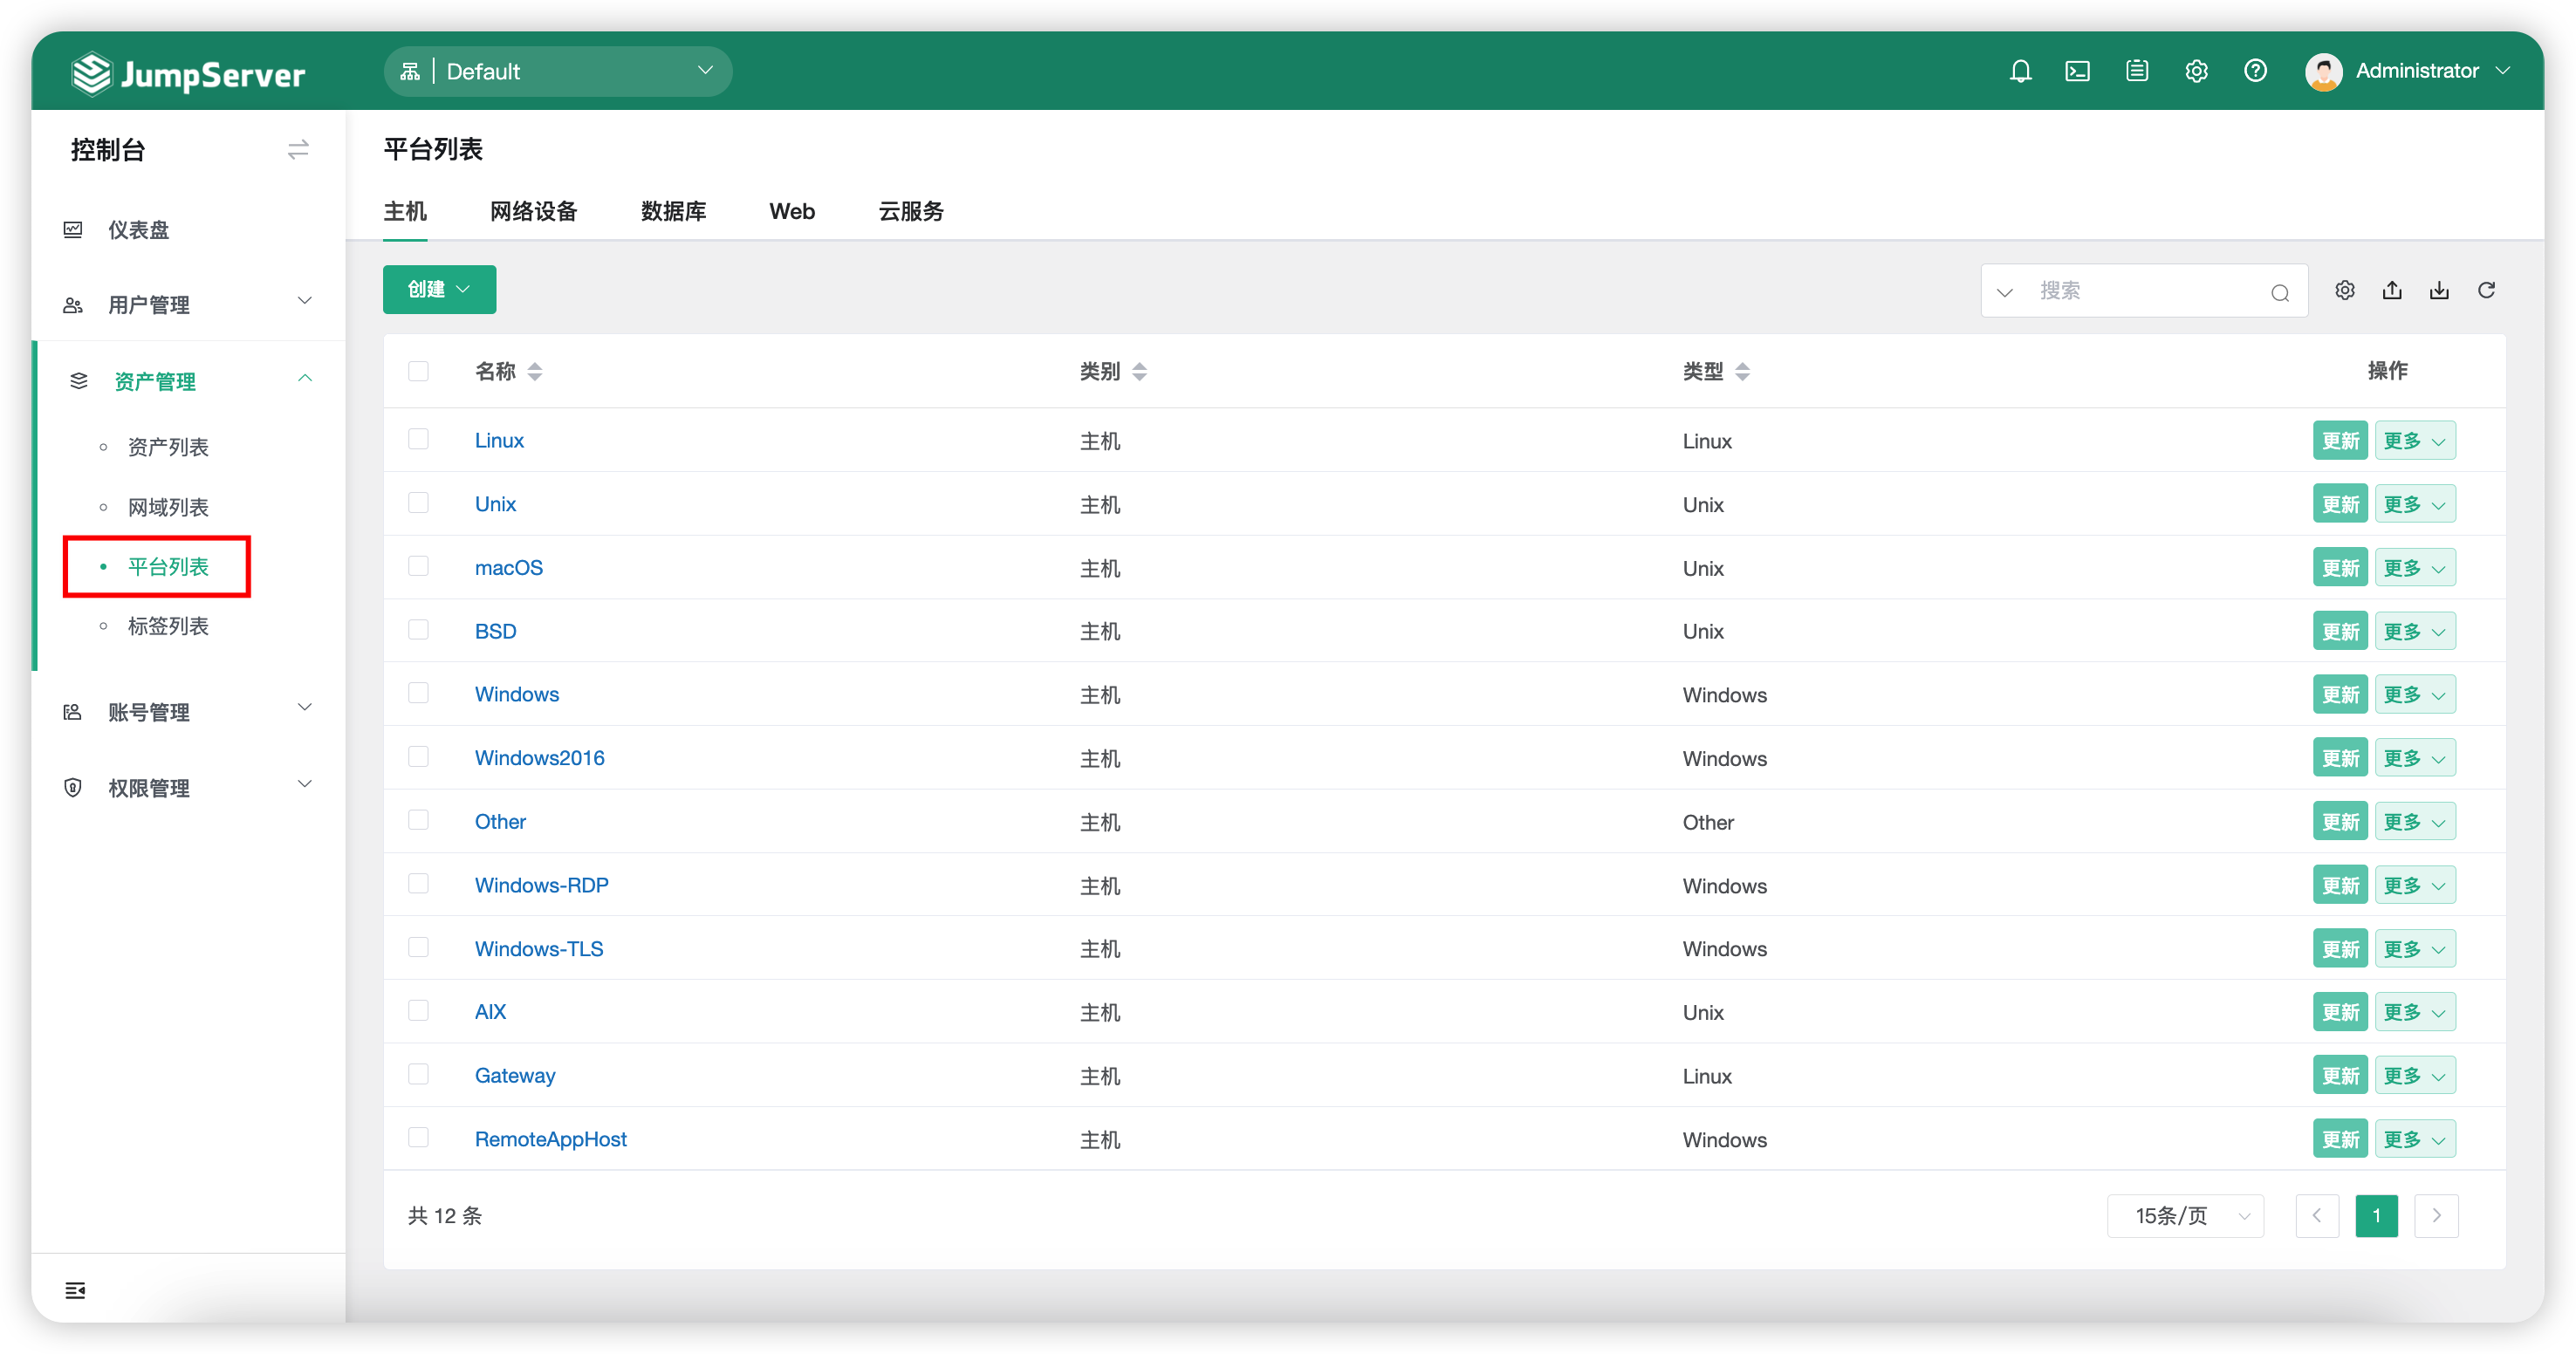 JumpServer
Default
Administrator
控制台
仪表盘
用户管理
资产管理
资产列表
网域列表
平台列表
标签列表
账号管理
权限管理
平台列表
主机 网络设备 数据库 Web 云服务
创建
搜索
名称 类别 类型 操作
Linux 主机 Linux 更新 更多
Unix 主机 Unix 更新 更多
macOS 主机 Unix 更新 更多
BSD 主机 Unix 更新 更多
Windows 主机 Windows 更新 更多
Windows2016 主机 Windows 更新 更多
Other 主机 Other 更新 更多
Windows-RDP 主机 Windows 更新 更多
Windows-TLS 主机 Windows 更新 更多
AIX 主机 Unix 更新 更多
Gateway 主机 Linux 更新 更多
RemoteAppHost 主机 Windows 更新 更多
共 12 条
15条/页
1